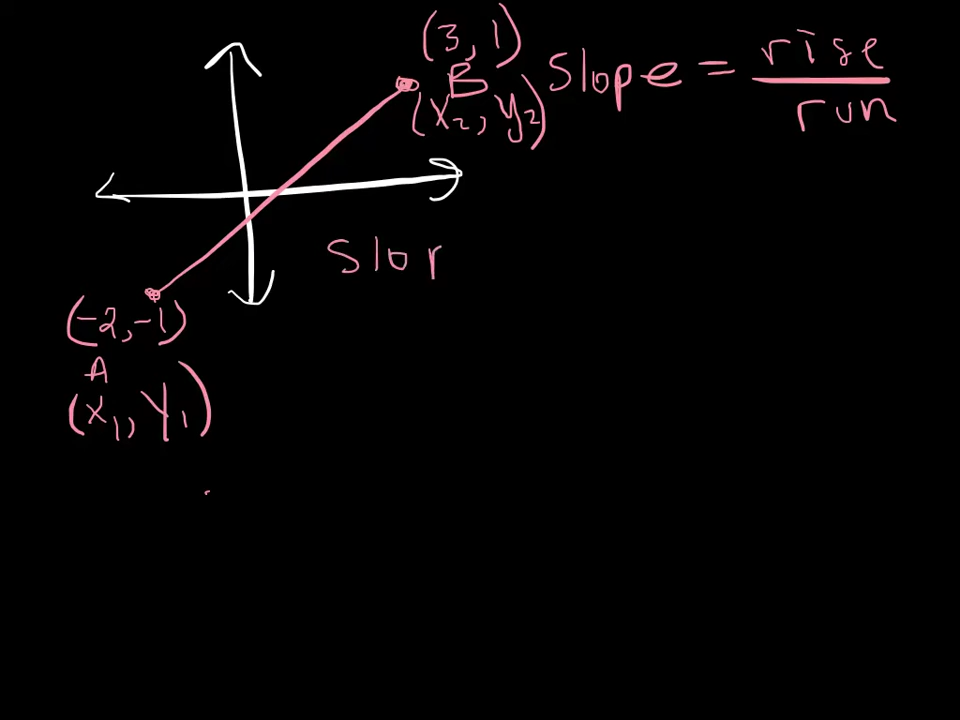 (3, 1)
B
(x₂, y₂)
Slope = rise
run
Slor
(-2, -1)
A
(x₁, y₁)